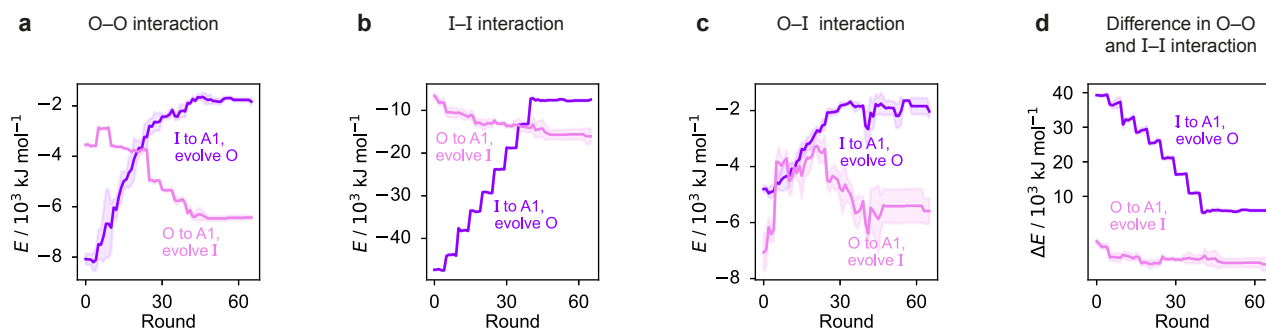 a O–O interaction
E / 10³ kJ mol⁻¹
−2
−4
−6
−8
I to A1,
evolve O
O to A1,
evolve I
0 30 60
Round
b I–I interaction
E / 10³ kJ mol⁻¹
−10
−20
−30
−40
O to A1,
evolve I
I to A1,
evolve O
0 30 60
Round
c O–I interaction
E / 10³ kJ mol⁻¹
−2
−4
−6
−8
I to A1,
evolve O
O to A1,
evolve I
0 30 60
Round
d Difference in O–O
and I–I interaction
ΔE / 10³ kJ mol⁻¹
40
30
20
10
I to A1,
evolve O
O to A1,
evolve I
0 30 60
Round